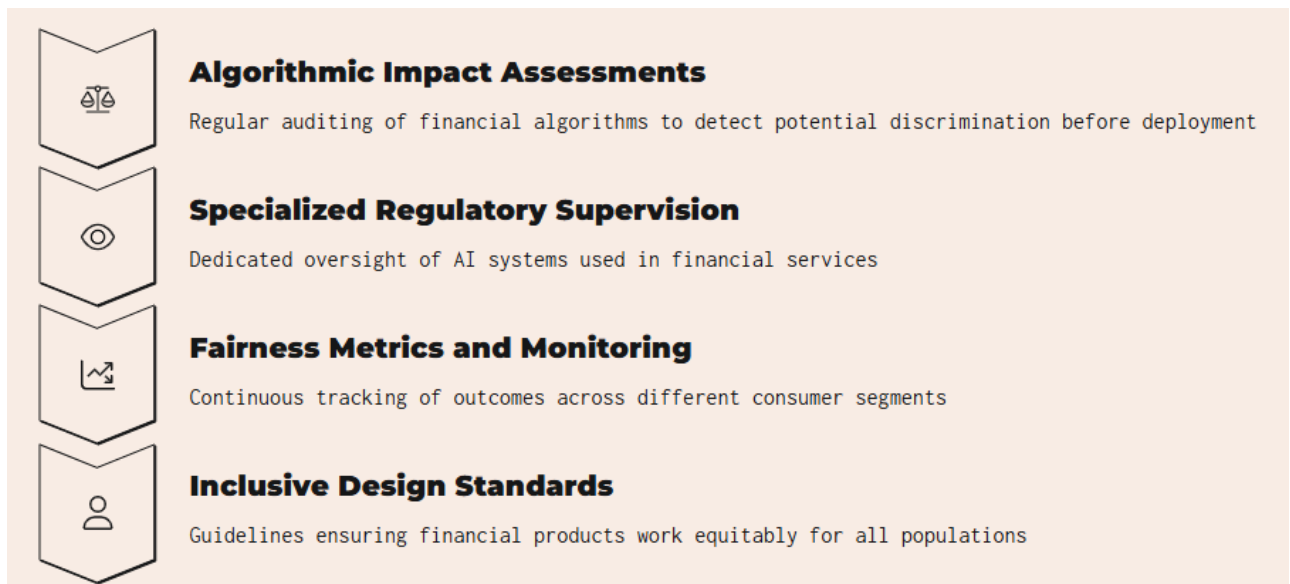 Algorithmic Impact Assessments
Regular auditing of financial algorithms to detect potential discrimination before deployment
Specialized Regulatory Supervision
Dedicated oversight of AI systems used in financial services
Fairness Metrics and Monitoring
Continuous tracking of outcomes across different consumer segments
Inclusive Design Standards
Guidelines ensuring financial products work equitably for all populations